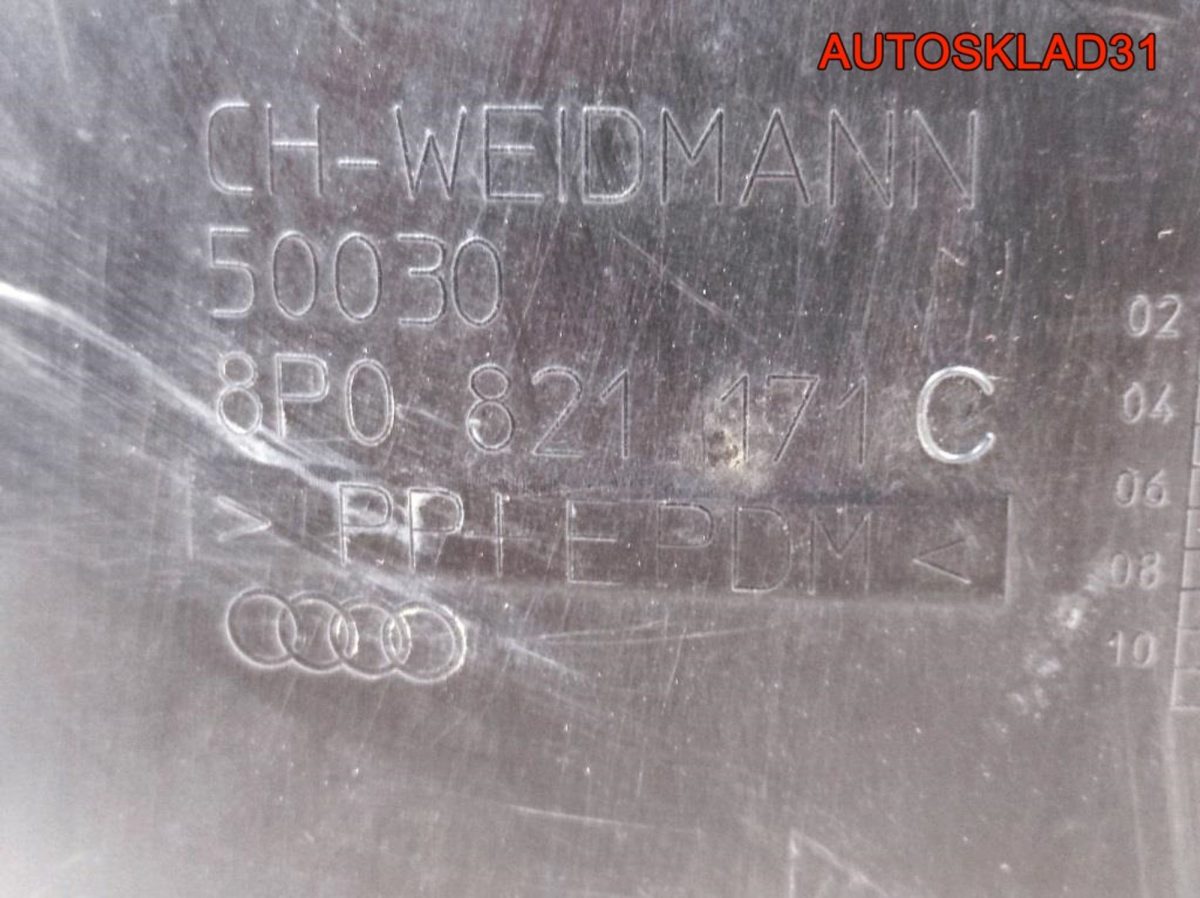 AUTOSKLAD31
CH-WEIDMANN
50030
8P0 821 171 C
> PP+EPDM <
02
04
06
08
10